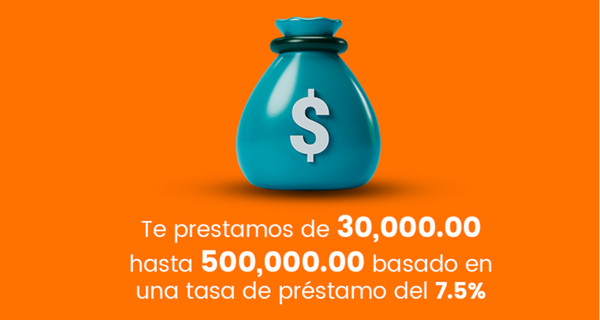 $
Te prestamos de 30,000.00
hasta 500,000.00 basado en
una tasa de préstamo del 7.5%